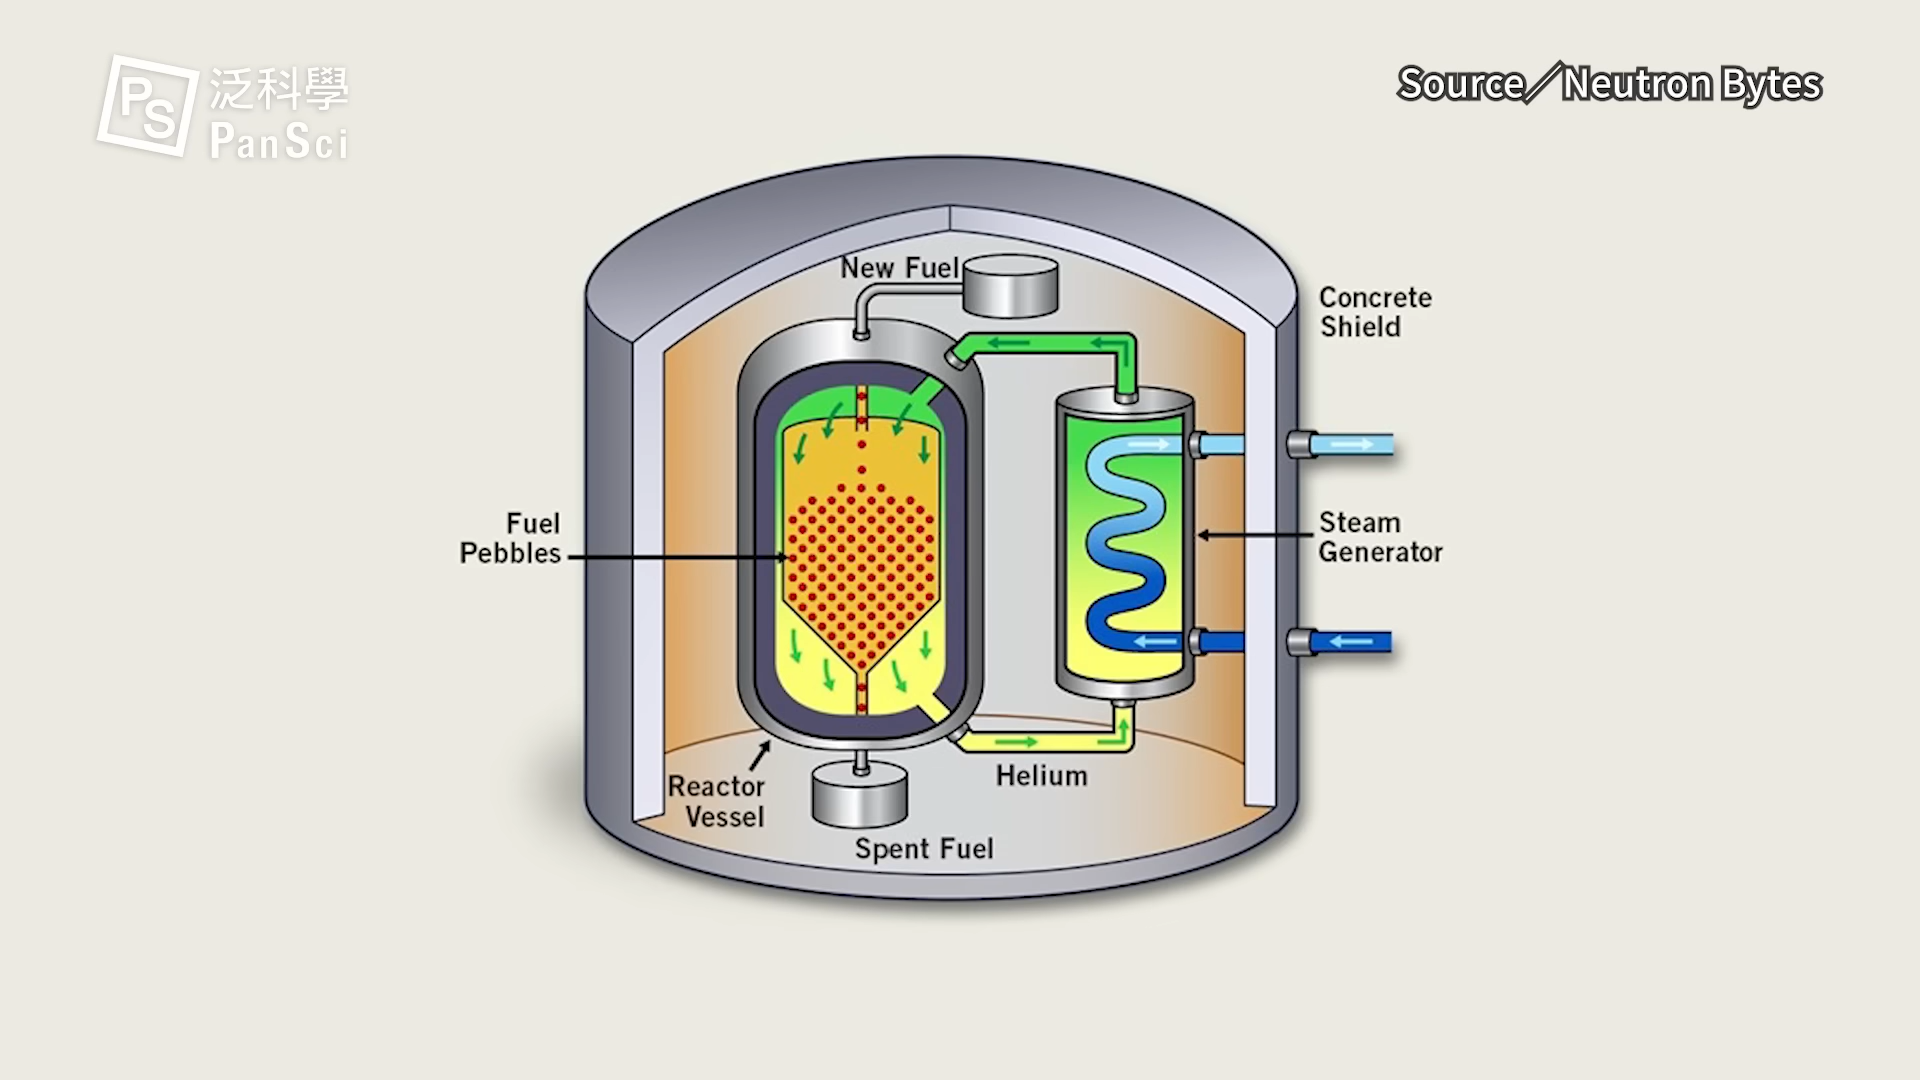 PS
泛科學
PanSci
Source／Neutron Bytes
New Fuel
Concrete
Shield
Fuel
Pebbles
Steam
Generator
Helium
Reactor
Vessel
Spent Fuel